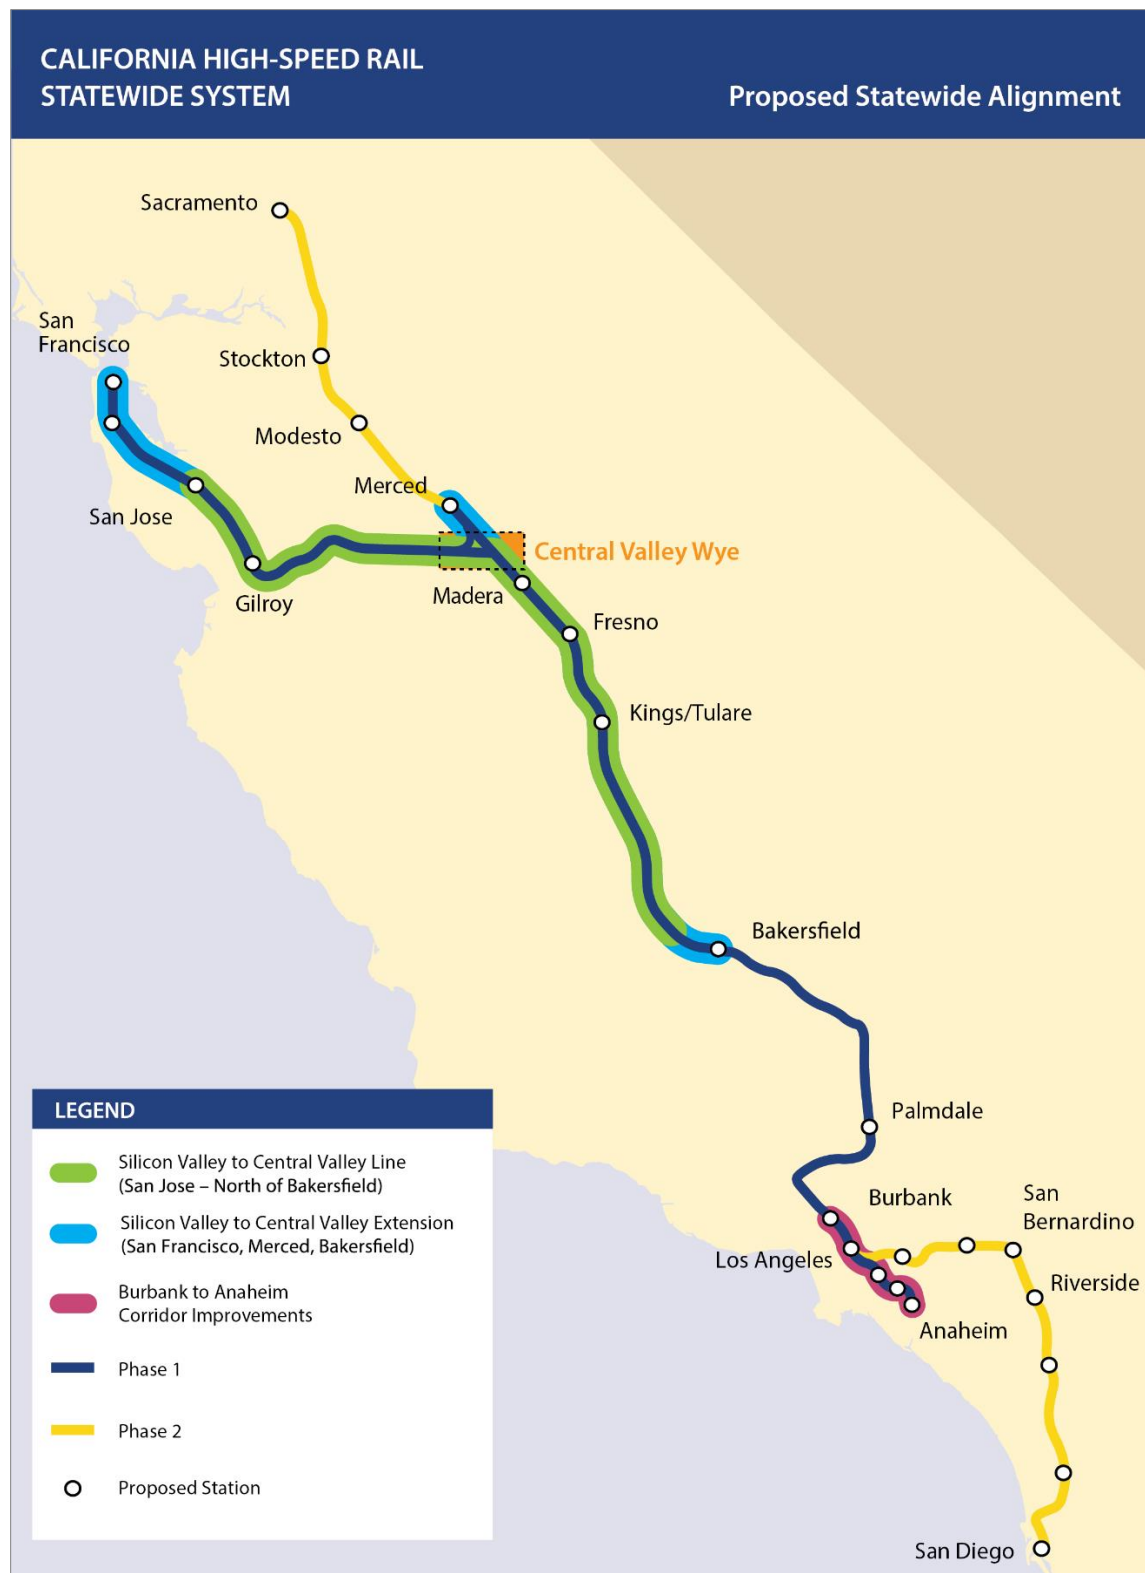 CALIFORNIA HIGH-SPEED RAIL
STATEWIDE SYSTEM
Proposed Statewide Alignment
Sacramento
San
Francisco
Stockton
Modesto
Merced
San Jose
Central Valley Wye
Gilroy
Madera
Fresno
Kings/Tulare
Bakersfield
Palmdale
Burbank
San
Bernardino
Los Angeles
Riverside
Anaheim
San Diego
LEGEND
Silicon Valley to Central Valley Line
(San Jose – North of Bakersfield)
Silicon Valley to Central Valley Extension
(San Francisco, Merced, Bakersfield)
Burbank to Anaheim
Corridor Improvements
Phase 1
Phase 2
Proposed Station